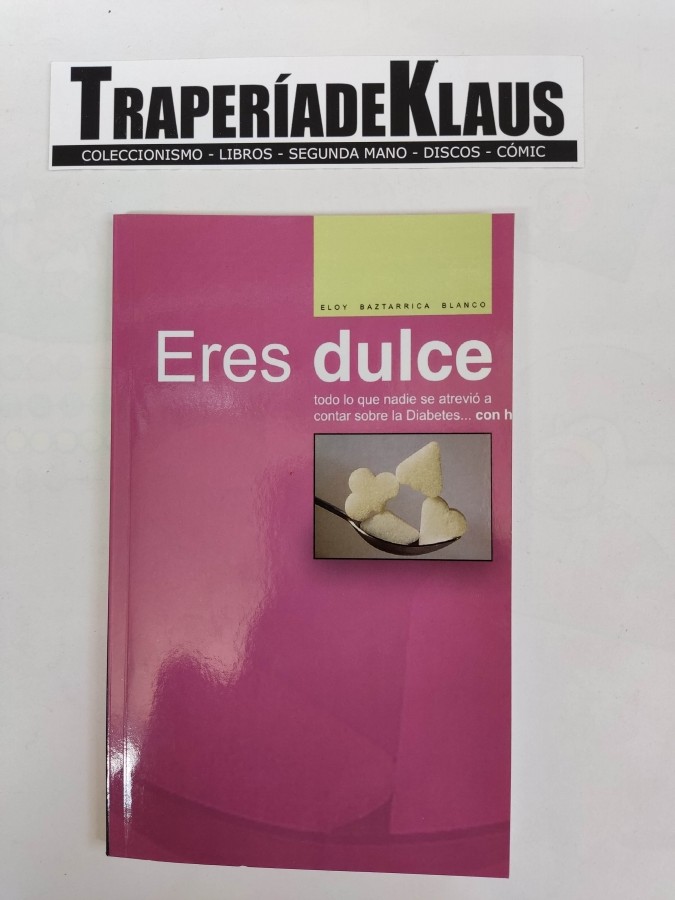 TRAPERÍADEKLAUS
COLECCIONISMO - LIBROS - SEGUNDA MANO - DISCOS - CÓMIC
ELOY BAZTARRICA BLANCO
Eres dulce
todo lo que nadie se atrevió a
contar sobre la Diabetes... con h